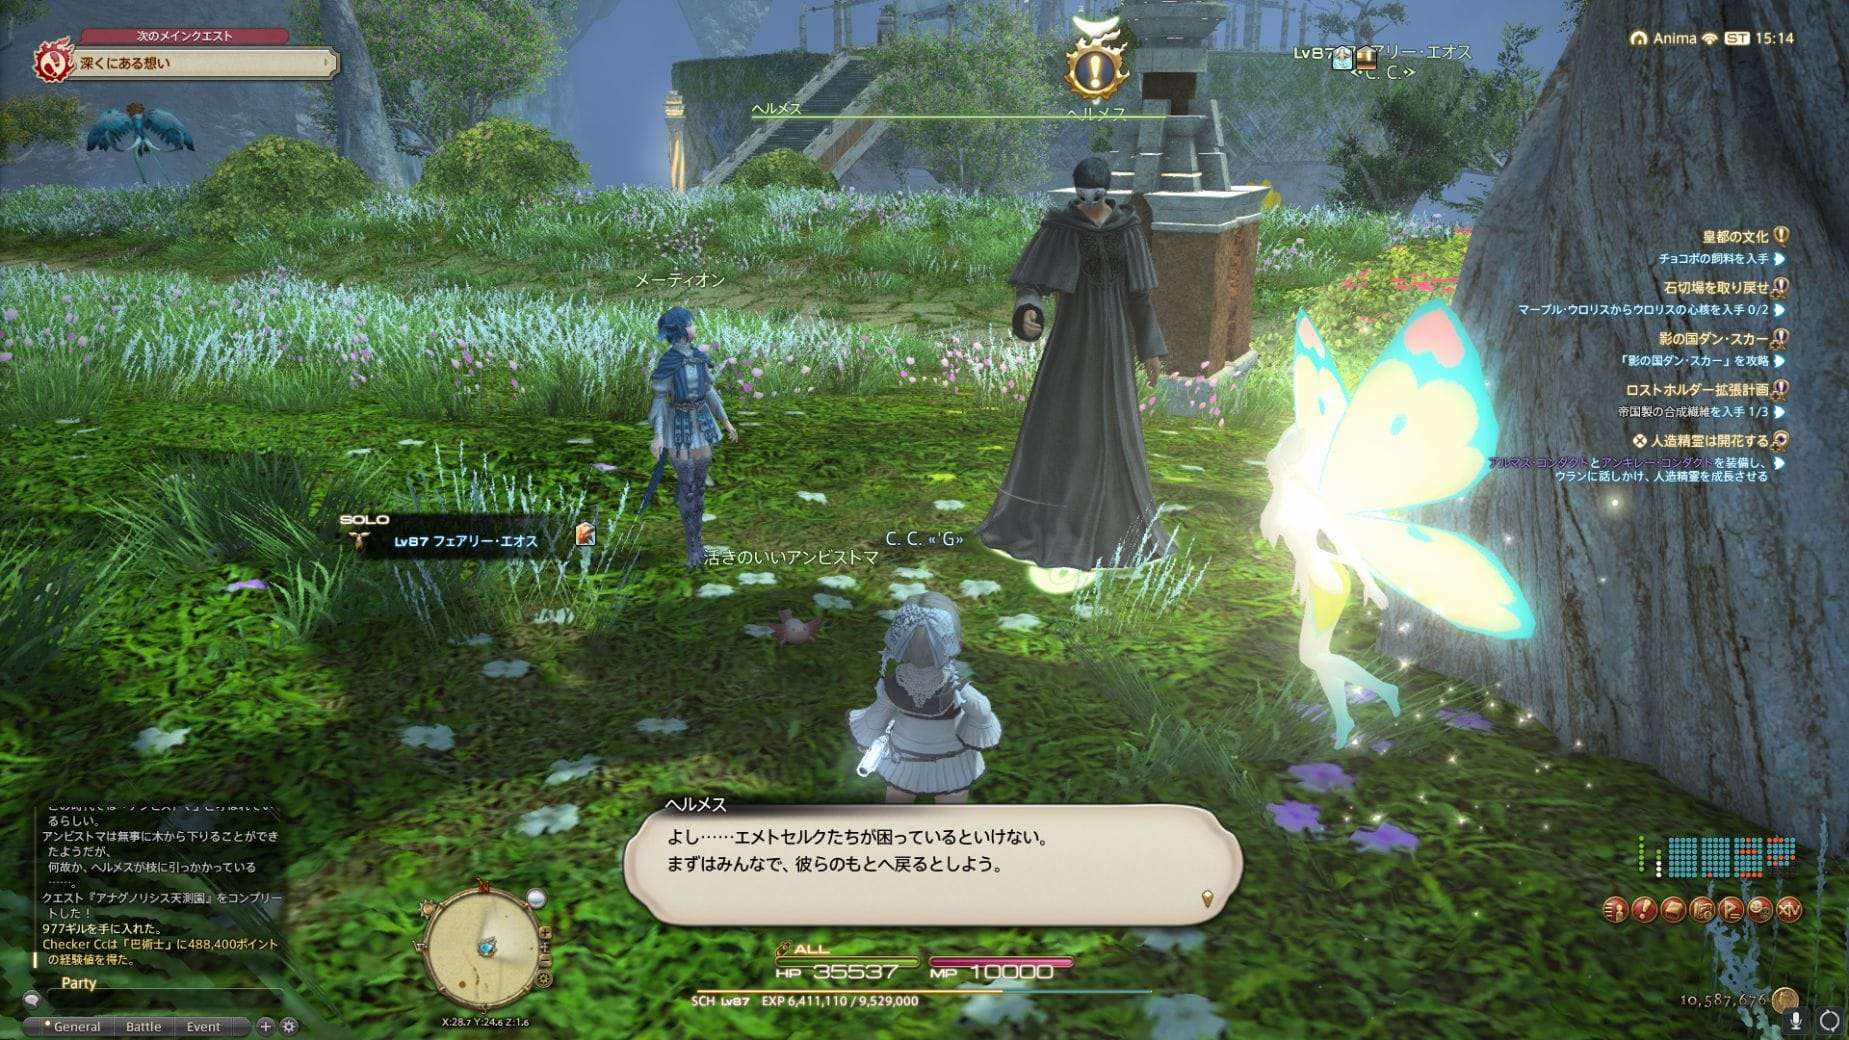 次のメインクエスト
深くにある想い
ヘルメス
ヘルメス
Lv87
アリー・エオス
«C. C.»
Anima ST 15:14
皇都の文化
チョコボの飼料を入手
石切場を取り戻せ
マーブル・ウロリスからウロリスの心核を入手 0/2
影の国ダン・スカー
「影の国ダン・スカー」を攻略
ロストホルダー拡張計画
帝国製の合成繊維を入手 1/3
人造精霊は開花する
アルマス・コンダクトとアンキレー・コンダクトを装備し、
ウランに話しかけ、人造精霊を成長させる
メーティオン
SOLO
Lv87 フェアリー・エオス
C. C. «'G»
活きのいいアンビストマ
ヘルメス
よし……エメトセルクたちが困っているといけない。
まずはみんなで、彼らのもとへ戻るとしよう。
るらしい。
アンビストマは無事に木から下りることができ
たようだが、
何故か、ヘルメスが枝に引っかかっている
……。
クエスト『アナグノリシス天測園』をコンプリー
トした！
977ギルを手に入れた。
Checker Ccは「巴術士」に488,400ポイント
の経験値を得た。
Party
General Battle Event
X:28.7 Y:24.6 Z:1.6
ALL
HP 35537 MP 10000
SCH Lv87 EXP 6,411,110 / 9,529,000
XIV
10,587,676